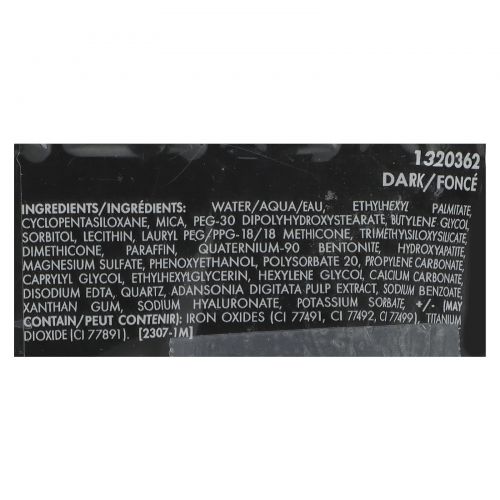 1320362
DARK/FONCÉ
INGREDIENTS/INGRÉDIENTS: WATER/AQUA/EAU, ETHYLHEXYL PALMITATE,
CYCLOPENTASILOXANE, MICA, PEG-30 DIPOLYHYDROXYSTEARATE, BUTYLENE GLYCOL,
SORBITOL, LECITHIN, LAURYL PEG/PPG-18/18 METHICONE, TRIMETHYLSILOXYSILICATE,
DIMETHICONE, PARAFFIN, QUATERNIUM-90 BENTONITE, HYDROXYAPATITE,
MAGNESIUM SULFATE, PHENOXYETHANOL, POLYSORBATE 20, PROPYLENE CARBONATE,
CAPRYLYL GLYCOL, ETHYLHEXYLGLYCERIN, HEXYLENE GLYCOL, CALCIUM CARBONATE,
DISODIUM EDTA, QUARTZ, ADANSONIA DIGITATA PULP EXTRACT, SODIUM BENZOATE,
XANTHAN GUM, SODIUM HYALURONATE, POTASSIUM SORBATE, +/- (MAY
CONTAIN/PEUT CONTENIR): IRON OXIDES (CI 77491, CI 77492, CI 77499), TITANIUM
DIOXIDE (CI 77891). [2307-1M]